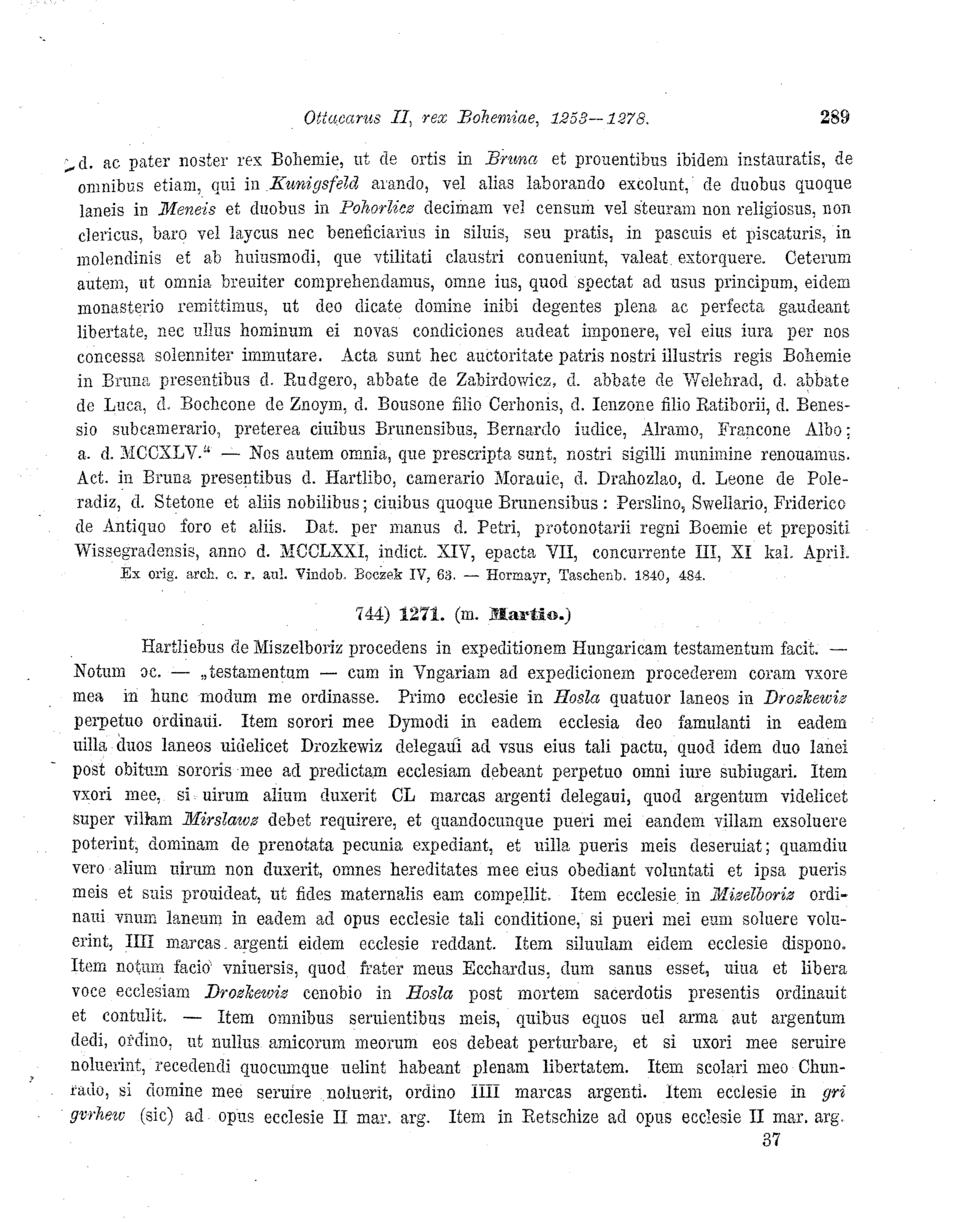 Ottacarus II, rex Bohemiae, 1253—1278. 289
d. ac pater noster rex Bohemie, ut de ortis in Bruna et prouentibus ibidem instauratis, de
omnibus etiam, qui in Kunigsfeld arando, vel alias laborando excolunt, de duobus quoque
laneis in Meneis et duobus in Pohorlicz decimam vel censum vel steuram non religiosus, non
clericus, baro vel laycus nec beneficiarius in siluis, seu pratis, in pascuis et piscaturis, in
molendinis et ab huiusmodi, que vtilitati claustri conueniunt, valeat extorquere. Ceterum
autem, ut omnia breuiter comprehendamus, omne ius, quod spectat ad usus principum, eidem
monasterio remittimus, ut deo dicate domine inibi degentes plena ac perfecta gaudeant
libertate, nec ullus hominum ei novas condiciones audeat imponere, vel eius iura per nos
concessa solenniter immutare. Acta sunt hec auctoritate patris nostri illustris regis Bohemie
in Bruna presentibus d. Rudgero, abbate de Zabirdowicz, d. abbate de Welehrad, d. abbate
de Luca, d. Bochcone de Znoym, d. Bousone filio Cerhonis, d. Ienzone filio Ratiborii, d. Benes-
sio subcamerario, preterea ciuibus Brunensibus, Bernardo iudice, Alramo, Francone Albo;
a. d. MCCXLV.“ — Nos autem omnia, que prescripta sunt, nostri sigilli munimine renouamus.
Act. in Bruna presentibus d. Hartlibo, camerario Morauie, d. Drahozlao, d. Leone de Pole-
radiz, d. Stetone et aliis nobilibus; ciuibus quoque Brunensibus: Perslino, Swellario, Friderico
de Antiquo foro et aliis. Dat. per manus d. Petri, protonotarii regni Boemie et prepositi
Wissegradensis, anno d. MCCLXXI, indict. XIV, epacta VII, concurrente III, XI kal. April.
Ex orig. arch. c. r. aul. Vindob. Boczek IV, 63. — Hormayr, Taschenb. 1840, 484.
744) 1271. (m. Martio.)
Hartliebus de Miszelboriz procedens in expeditionem Hungaricam testamentum facit. —
Notum ɔc. — „testamentum — cum in Vngariam ad expedicionem procederem coram vxore
mea in hunc modum me ordinasse. Primo ecclesie in Hosla quatuor laneos in Drozkewiz
perpetuo ordinaui. Item sorori mee Dymodi in eadem ecclesia deo famulanti in eadem
uilla duos laneos uidelicet Drozkewiz delegaui ad vsus eius tali pactu, quod idem duo lanei
post obitum sororis mee ad predictam ecclesiam debeant perpetuo omni iure subiugari. Item
vxori mee, si uirum alium duxerit CL marcas argenti delegaui, quod argentum videlicet
super villam Mirslawz debet requirere, et quandocunque pueri mei eandem villam exsoluere
poterint, dominam de prenotata pecunia expediant, et uilla pueris meis deseruiat; quamdiu
vero alium uirum non duxerit, omnes hereditates mee eius obediant voluntati et ipsa pueris
meis et suis prouideat, ut fides maternalis eam compellit. Item ecclesie in Mizelboriz ordi-
naui vnum laneum in eadem ad opus ecclesie tali conditione, si pueri mei eum soluere volu-
erint, IIII marcas argenti eidem ecclesie reddant. Item siluulam eidem ecclesie dispono.
Item notum facio vniuersis, quod frater meus Ecchardus, dum sanus esset, uiua et libera
voce ecclesiam Drozkewiz cenobio in Hosla post mortem sacerdotis presentis ordinauit
et contulit. — Item omnibus seruientibus meis, quibus equos uel arma aut argentum
dedi, ordino, ut nullus amicorum meorum eos debeat perturbare, et si uxori mee seruire
noluerint, recedendi quocumque uelint habeant plenam libertatem. Item scolari meo Chun-
rado, si domine mee seruire noluerit, ordino IIII marcas argenti. Item ecclesie in gri
gvrhew (sic) ad opus ecclesie II mar. arg. Item in Retschize ad opus ecclesie II mar. arg.
37